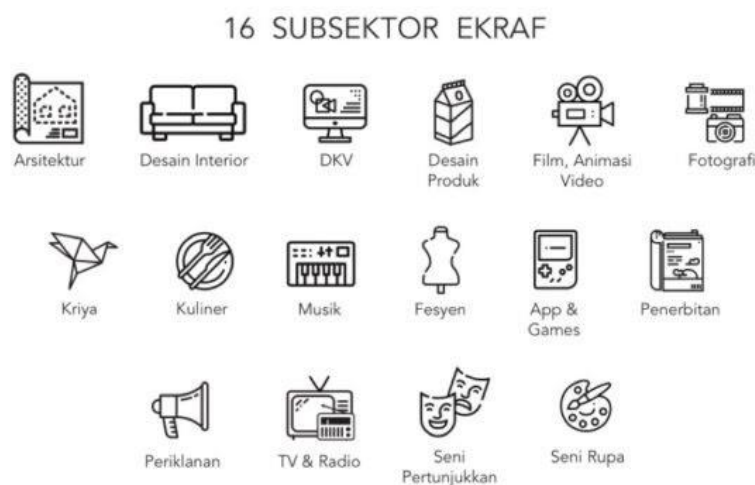 16 SUBSEKTOR EKRAF
Arsitektur
Desain Interior
DKV
Desain
Produk
Film, Animasi
Video
Fotografi
Kriya
Kuliner
Musik
Fesyen
App &
Games
Penerbitan
Periklanan
TV & Radio
Seni
Pertunjukkan
Seni Rupa